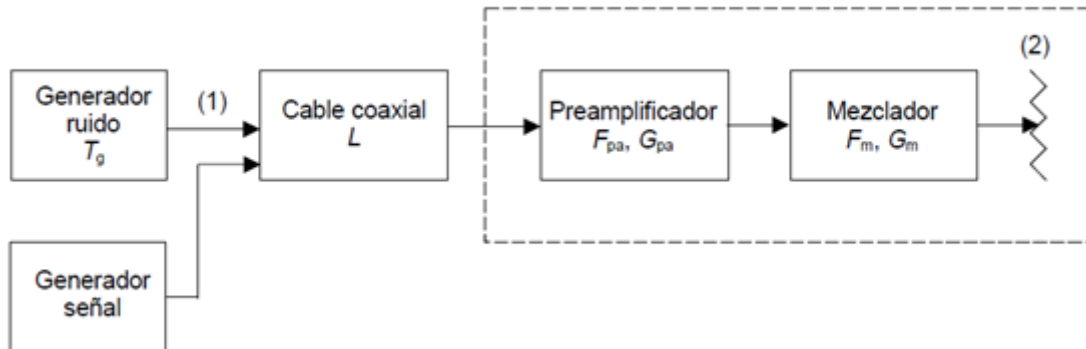 Generador
ruido
Tg
(1)
Cable coaxial
L
Preamplificador
Fpa, Gpa
Mezclador
Fm, Gm
(2)
Generador
señal